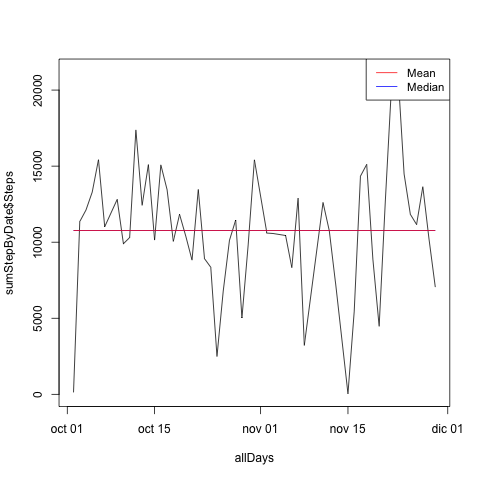 Mean
Median
sumStepByDate$Steps
20000
15000
10000
5000
0
oct 01
oct 15
nov 01
nov 15
dic 01
allDays